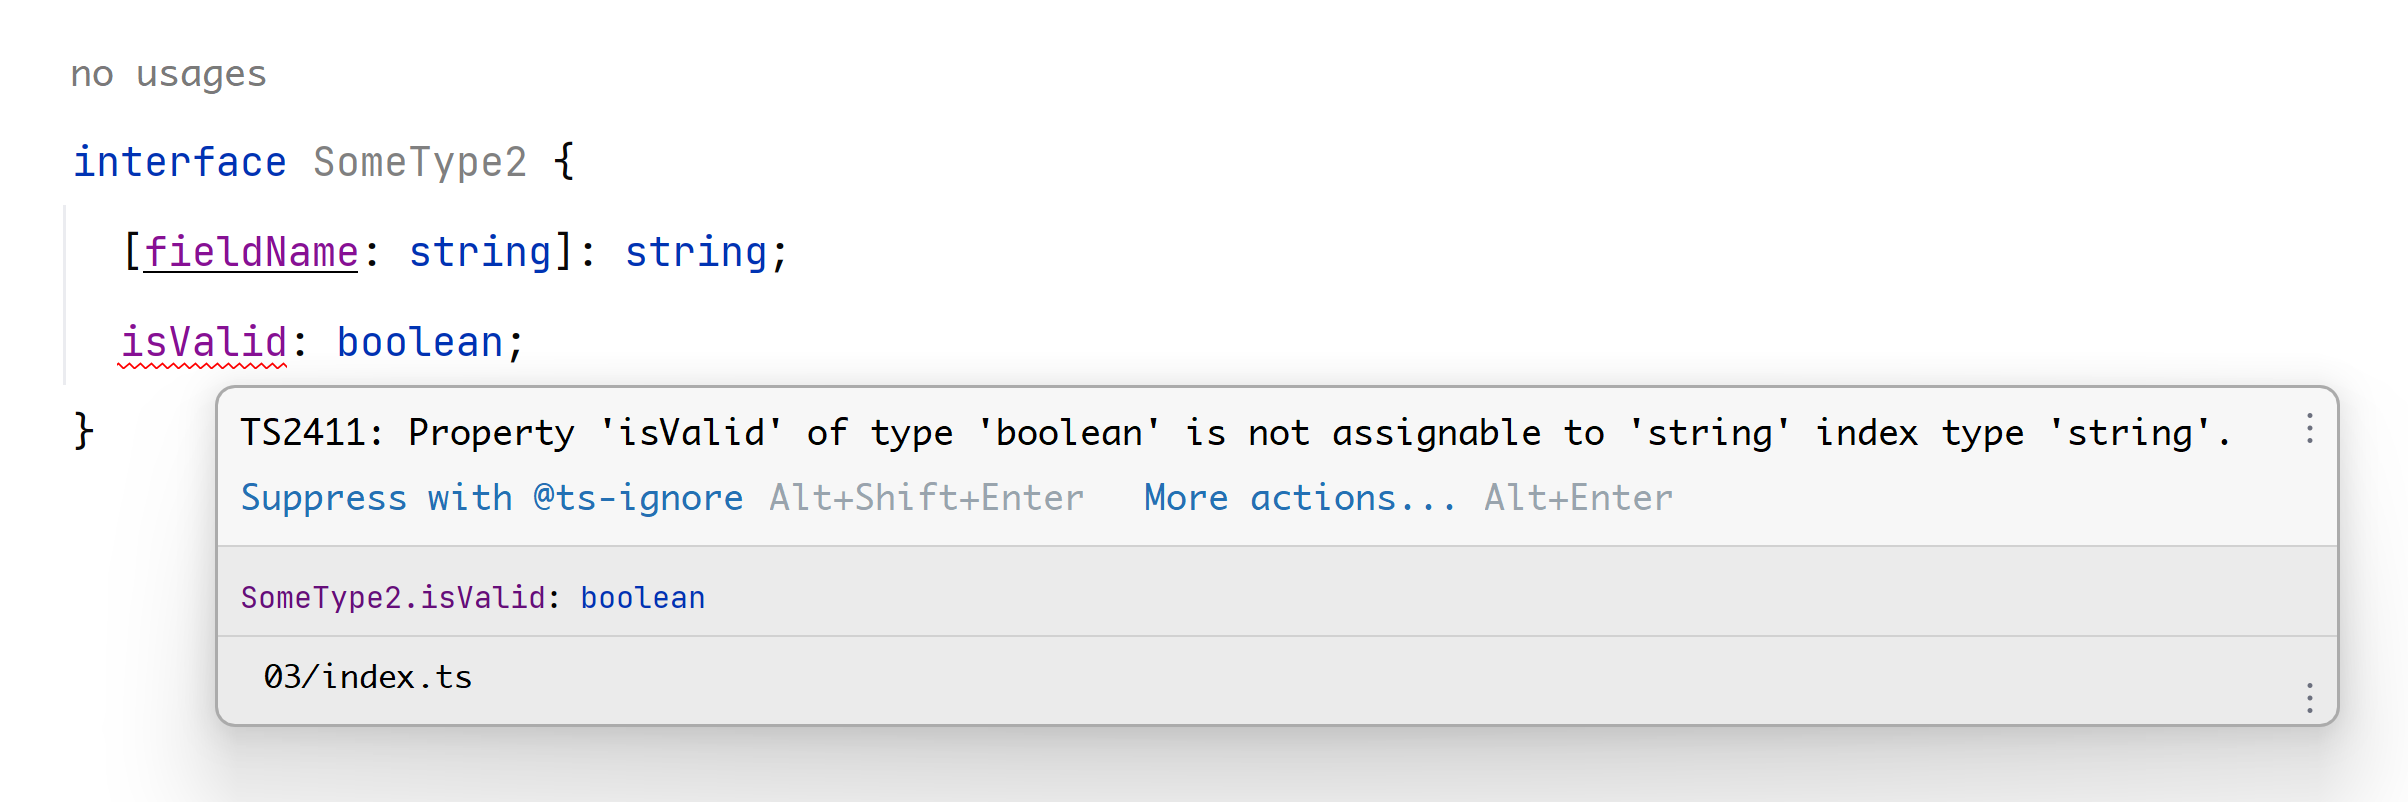 no usages
interface SomeType2 {
[fieldName: string]: string;
isValid: boolean;
}
TS2411: Property 'isValid' of type 'boolean' is not assignable to 'string' index type 'string'.
Suppress with @ts-ignore Alt+Shift+Enter More actions... Alt+Enter
SomeType2.isValid: boolean
03/index.ts